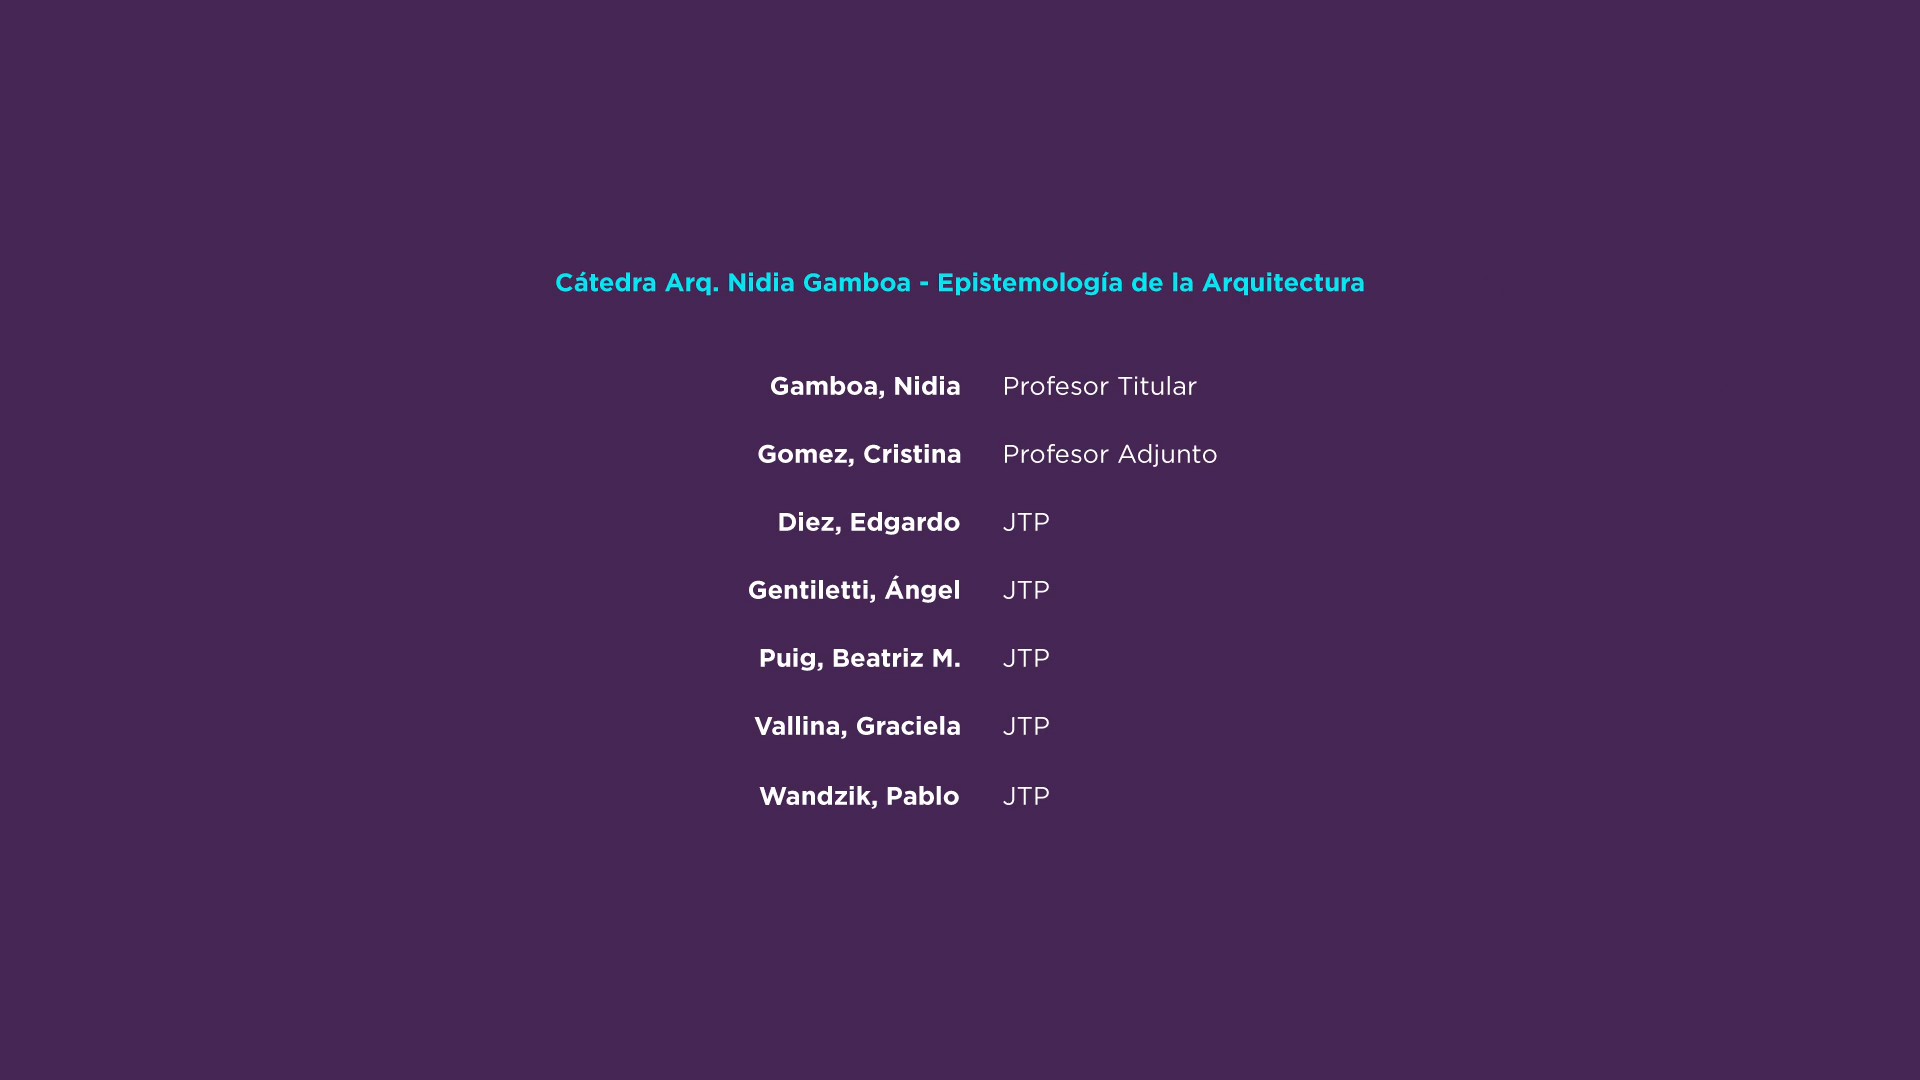 Cátedra Arq. Nidia Gamboa - Epistemología de la Arquitectura
Gamboa, Nidia Profesor Titular
Gomez, Cristina Profesor Adjunto
Diez, Edgardo JTP
Gentiletti, Ángel JTP
Puig, Beatriz M. JTP
Vallina, Graciela JTP
Wandzik, Pablo JTP